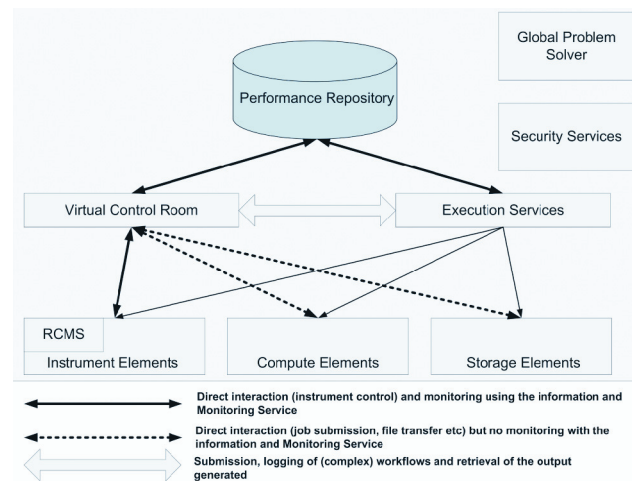 Global Problem
Solver
Performance Repository
Security Services
Virtual Control Room
Execution Services
RCMS
Instrument Elements
Compute Elements
Storage Elements
Direct interaction (instrument control) and monitoring using the information and
Monitoring Service
Direct interaction (job submission, file transfer etc) but no monitoring with the
information and Monitoring Service
Submission, logging of (complex) workflows and retrieval of the output
generated